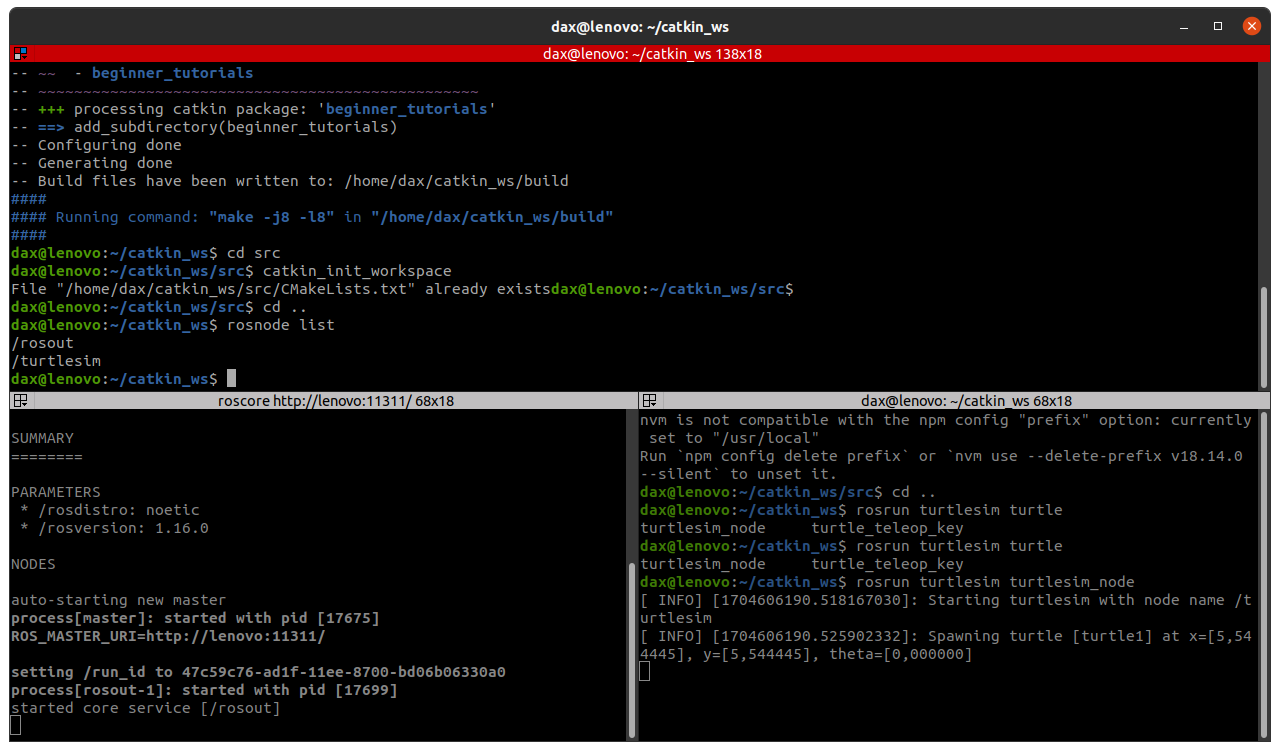 dax@lenovo: ~/catkin_ws
dax@lenovo: ~/catkin_ws 138x18
-- ~~  - beginner_tutorials
-- ~~~~~~~~~~~~~~~~~~~~~~~~~~~~~~~~~~~~~~~~~~~~~~~~~
-- +++ processing catkin package: 'beginner_tutorials'
-- ==> add_subdirectory(beginner_tutorials)
-- Configuring done
-- Generating done
-- Build files have been written to: /home/dax/catkin_ws/build
####
#### Running command: "make -j8 -l8" in "/home/dax/catkin_ws/build"
####
dax@lenovo:~/catkin_ws$ cd src
dax@lenovo:~/catkin_ws/src$ catkin_init_workspace
File "/home/dax/catkin_ws/src/CMakeLists.txt" already existsdax@lenovo:~/catkin_ws/src$
dax@lenovo:~/catkin_ws/src$ cd ..
dax@lenovo:~/catkin_ws$ rosnode list
/rosout
/turtlesim
dax@lenovo:~/catkin_ws$
roscore http://lenovo:11311/ 68x18
SUMMARY
========
PARAMETERS
 * /rosdistro: noetic
 * /rosversion: 1.16.0
NODES
auto-starting new master
process[master]: started with pid [17675]
ROS_MASTER_URI=http://lenovo:11311/
setting /run_id to 47c59c76-ad1f-11ee-8700-bd06b06330a0
process[rosout-1]: started with pid [17699]
started core service [/rosout]
dax@lenovo: ~/catkin_ws 68x18
nvm is not compatible with the npm config "prefix" option: currently
 set to "/usr/local"
Run `npm config delete prefix` or `nvm use --delete-prefix v18.14.0
--silent` to unset it.
dax@lenovo:~/catkin_ws/src$ cd ..
dax@lenovo:~/catkin_ws$ rosrun turtlesim turtle
turtlesim_node     turtle_teleop_key
dax@lenovo:~/catkin_ws$ rosrun turtlesim turtle
turtlesim_node     turtle_teleop_key
dax@lenovo:~/catkin_ws$ rosrun turtlesim turtlesim_node
[ INFO] [1704606190.518167030]: Starting turtlesim with node name /t
urtlesim
[ INFO] [1704606190.525902332]: Spawning turtle [turtle1] at x=[5,54
4445], y=[5,544445], theta=[0,000000]